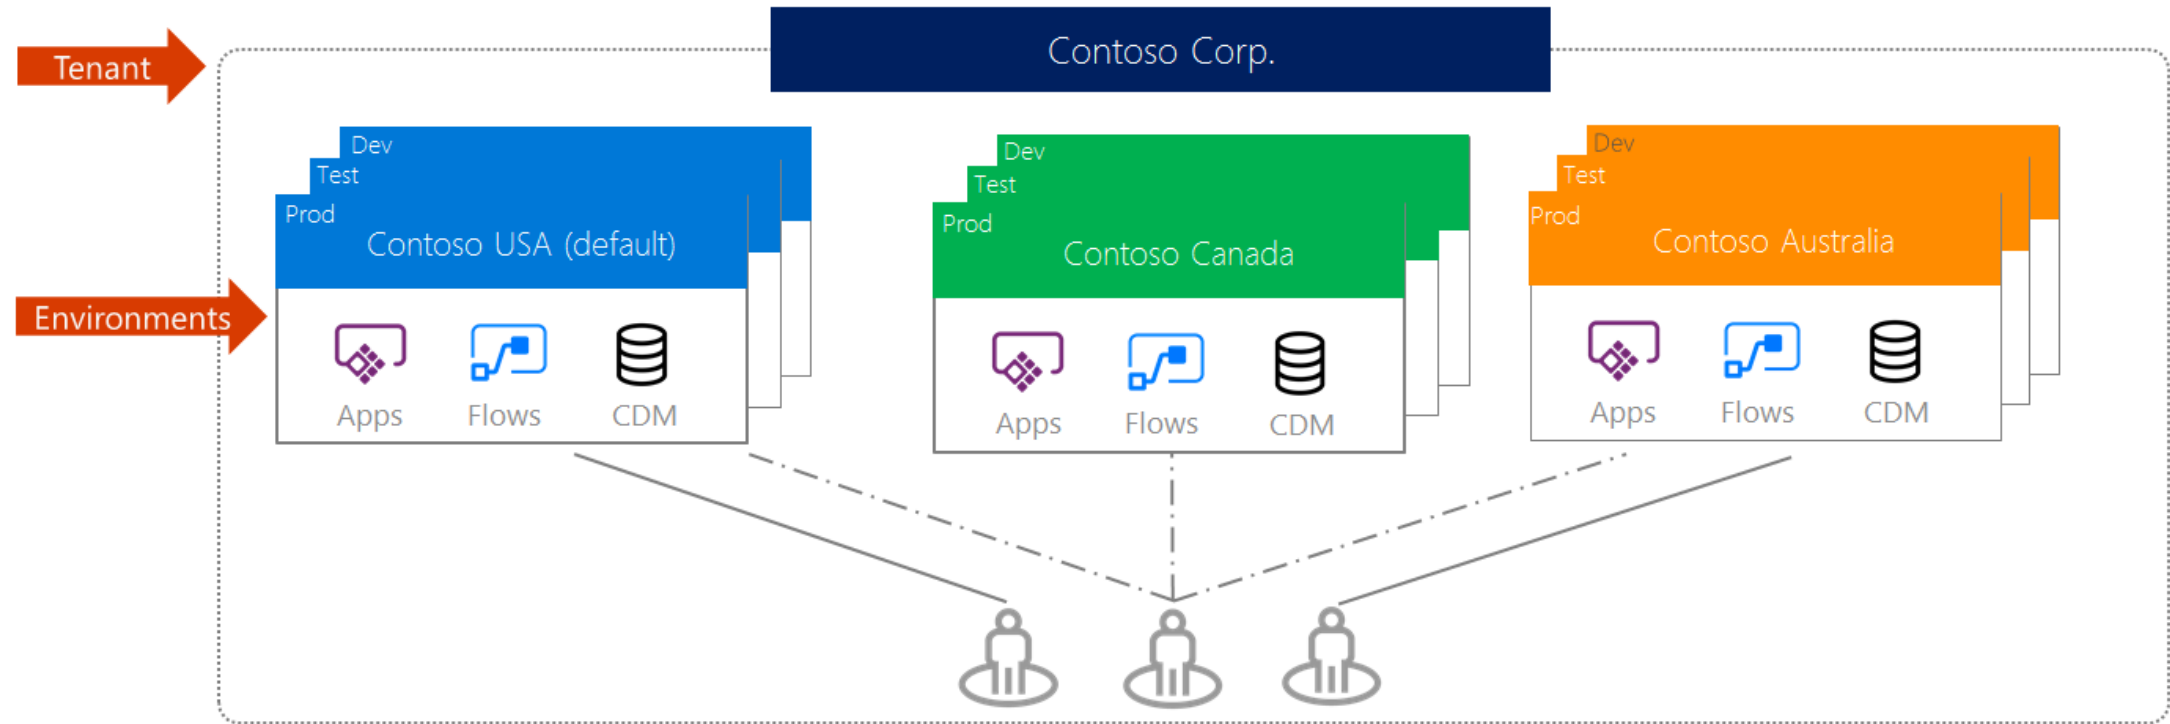 Contoso Corp.
Tenant
Dev
Test
Prod
Contoso USA (default)
Apps
Flows
CDM
Dev
Test
Prod
Contoso Canada
Apps
Flows
CDM
Dev
Test
Prod
Contoso Australia
Apps
Flows
CDM
Environments